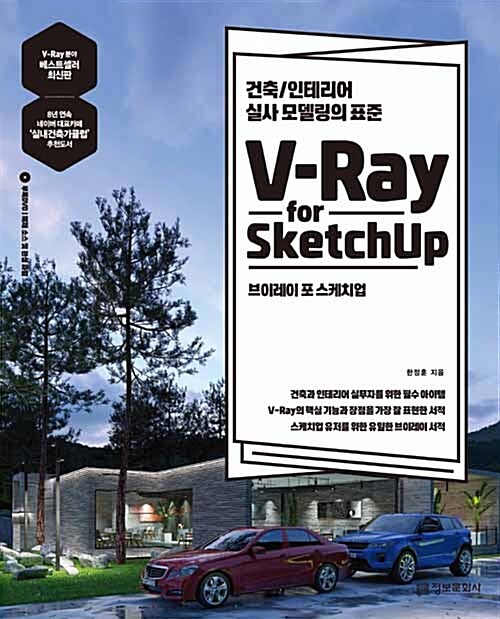 V-Ray 분야
베스트셀러
최신판
8년 연속
네이버 대표카페
'실내건축가클럽'
추천도서
건축/인테리어
실사 모델링의 표준
V-Ray
for
SketchUp
브이레이 포 스케치업
한정훈 지음
건축과 인테리어 실무자를 위한 필수 아이템
V-Ray의 핵심 기능과 장점을 가장 잘 표현한 서적
스케치업 유저를 위한 유일한 브이레이 서적
정보문화사